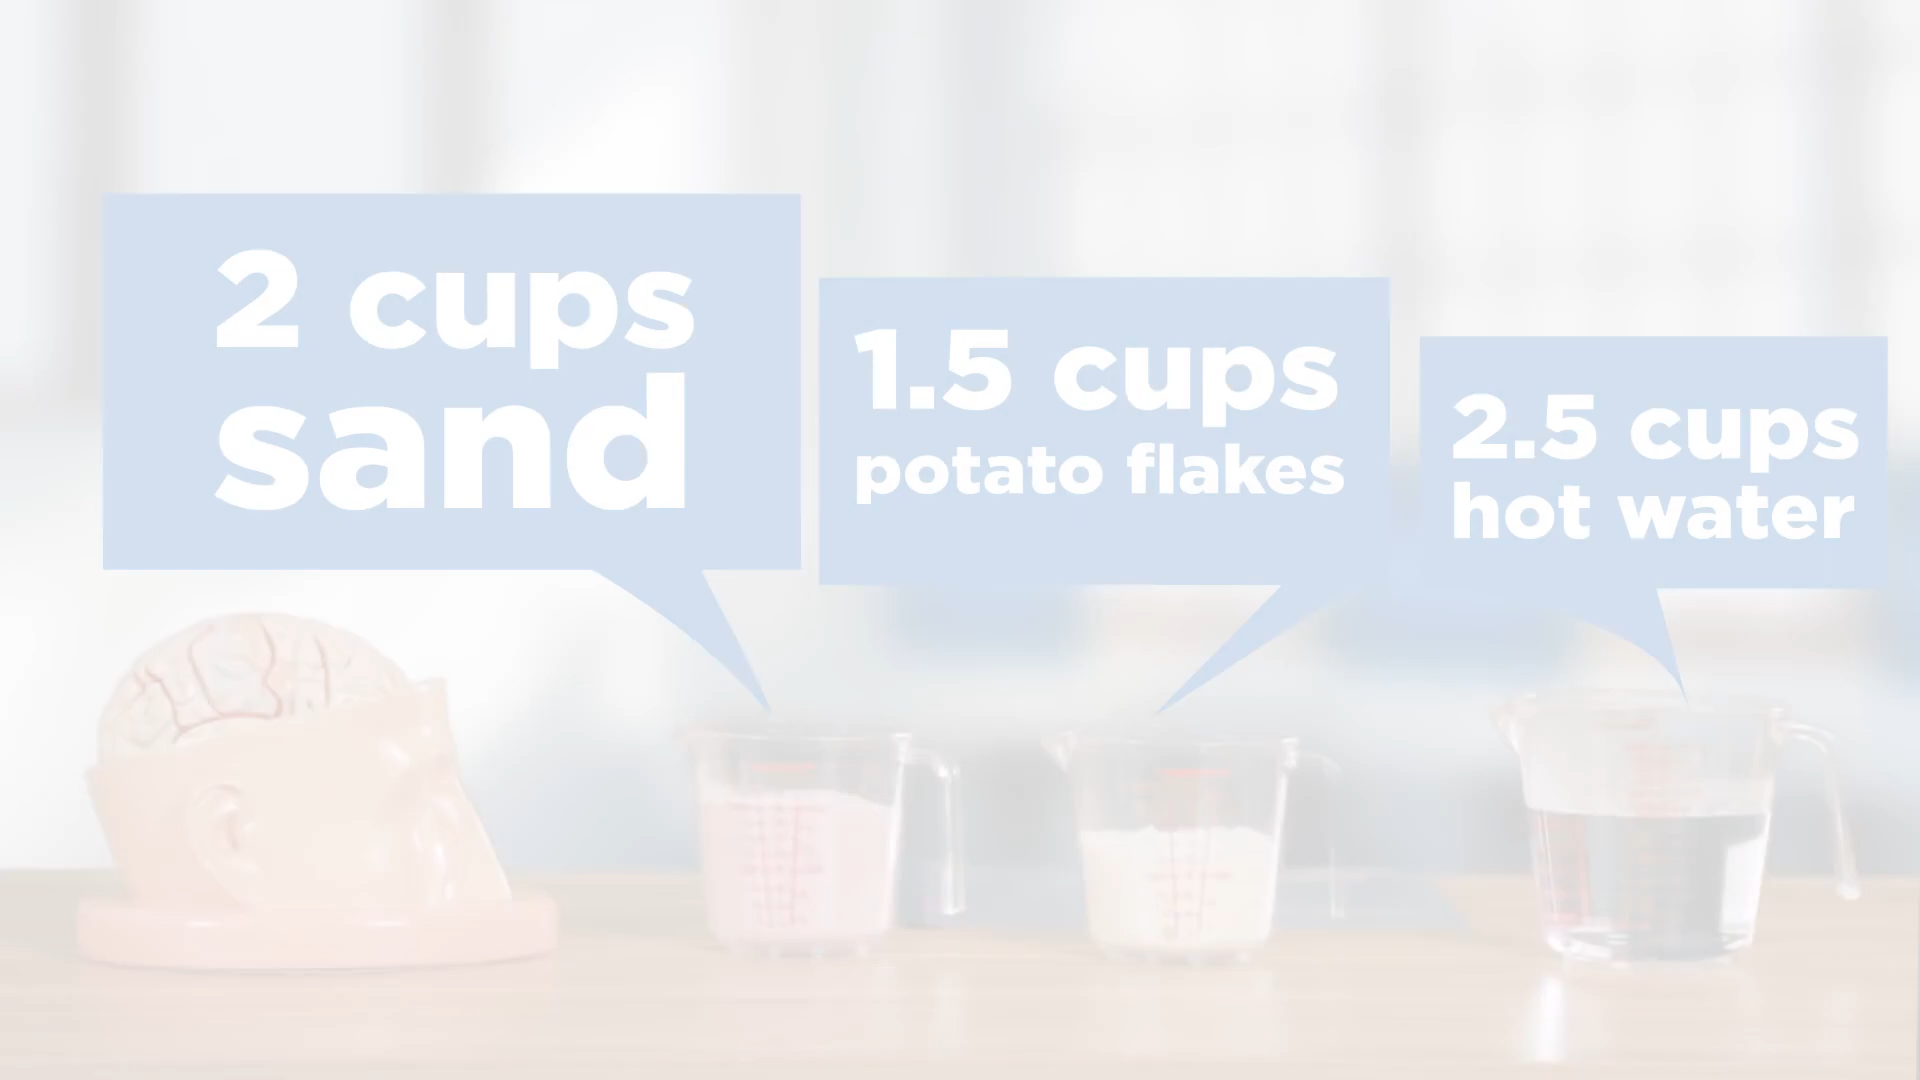 2 cups
sand
1.5 cups
potato flakes
2.5 cups
hot water